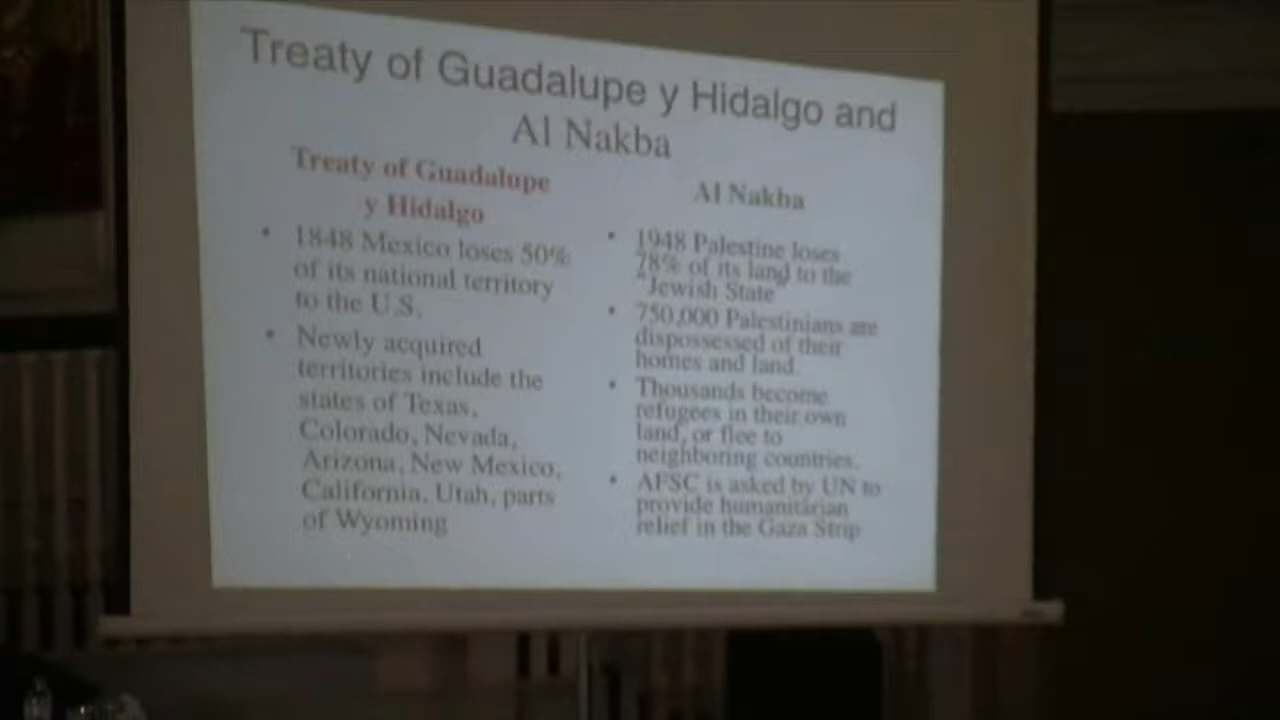 Treaty of Guadalupe y Hidalgo and
Al Nakba
Treaty of Guadalupe
y Hidalgo
• 1848 Mexico loses 50%
of its national territory
to the U.S.
• Newly acquired
territories include the
states of Texas,
Colorado, Nevada,
Arizona, New Mexico,
California, Utah, parts
of Wyoming
Al Nakba
• 1948 Palestine loses
78% of its land to the
"Jewish State"
• 750,000 Palestinians are
dispossessed of their
homes and land.
• Thousands become
refugees in their own
land, or flee to
neighboring countries.
• AFSC is asked by UN to
provide humanitarian
relief in the Gaza Strip